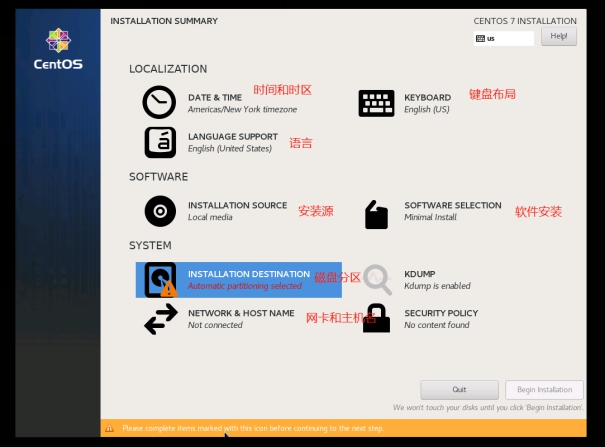 INSTALLATION SUMMARY
CENTOS 7 INSTALLATION
us
Help!
CentOS
LOCALIZATION
DATE & TIME
Americas/New York timezone
时间和时区
KEYBOARD
English (US)
键盘布局
LANGUAGE SUPPORT
English (United States)
语言
SOFTWARE
INSTALLATION SOURCE
Local media
安装源
SOFTWARE SELECTION
Minimal Install
软件安装
SYSTEM
INSTALLATION DESTINATION
Automatic partitioning selected
磁盘分区
KDUMP
Kdump is enabled
NETWORK & HOST NAME
Not connected
网卡和主机名
SECURITY POLICY
No content found
Quit
Begin Installation
We won't touch your disks until you click 'Begin Installation'.
Please complete items marked with this icon before continuing to the next step.